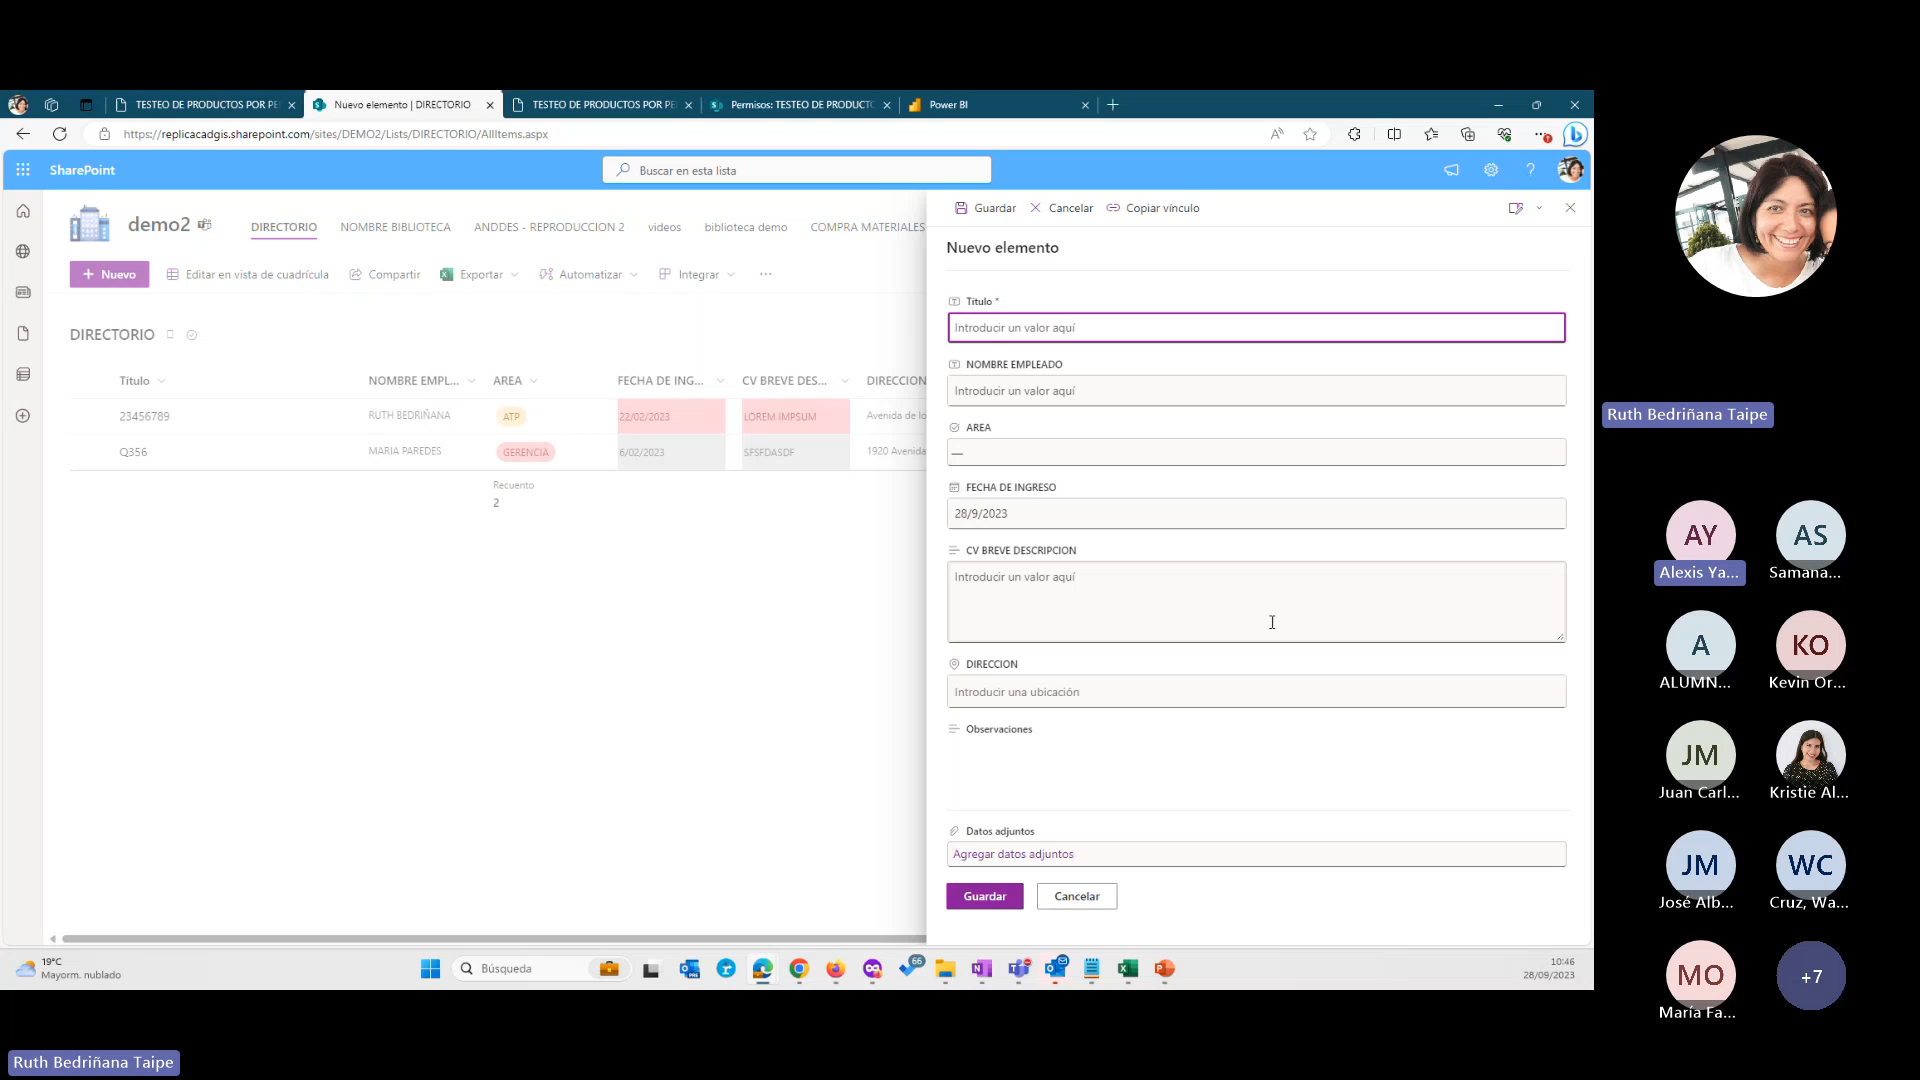 TESTEO DE PRODUCTOS POR PE
Nuevo elemento | DIRECTORIO
TESTEO DE PRODUCTOS POR PE
Permisos: TESTEO DE PRODUCTO
Power BI
https://replicacadgis.sharepoint.com/sites/DEMO2/Lists/DIRECTORIO/AllItems.aspx
SharePoint
Buscar en esta lista
demo2
DIRECTORIO
NOMBRE BIBLIOTECA
ANDDES - REPRODUCCION 2
videos
biblioteca demo
COMPRA MATERIALES
+ Nuevo
Editar en vista de cuadrícula
Compartir
Exportar
Automatizar
Integrar
DIRECTORIO
Título
NOMBRE EMPL...
AREA
FECHA DE ING...
CV BREVE DES...
DIRECCION
23456789
RUTH BEDRIÑANA
ATP
22/02/2023
LOREM IMPSUM
Avenida de lo
Q356
MARIA PAREDES
GERENCIA
6/02/2023
SFSFDASDF
1920 Avenida
Recuento
2
Guardar
Cancelar
Copiar vínculo
Nuevo elemento
Título *
Introducir un valor aquí
NOMBRE EMPLEADO
Introducir un valor aquí
AREA
—
FECHA DE INGRESO
28/9/2023
CV BREVE DESCRIPCION
Introducir un valor aquí
DIRECCION
Introducir una ubicación
Observaciones
Datos adjuntos
Agregar datos adjuntos
Guardar
Cancelar
19°C
Mayorm. nublado
Búsqueda
66
10:46
28/09/2023
Ruth Bedriñana Taipe
AY
Alexis Ya...
AS
Samana...
A
ALUMN...
KO
Kevin Or...
JM
Juan Carl...
Kristie Al...
JM
José Alb...
WC
Cruz, Wa...
MO
María Fa...
+7
Ruth Bedriñana Taipe